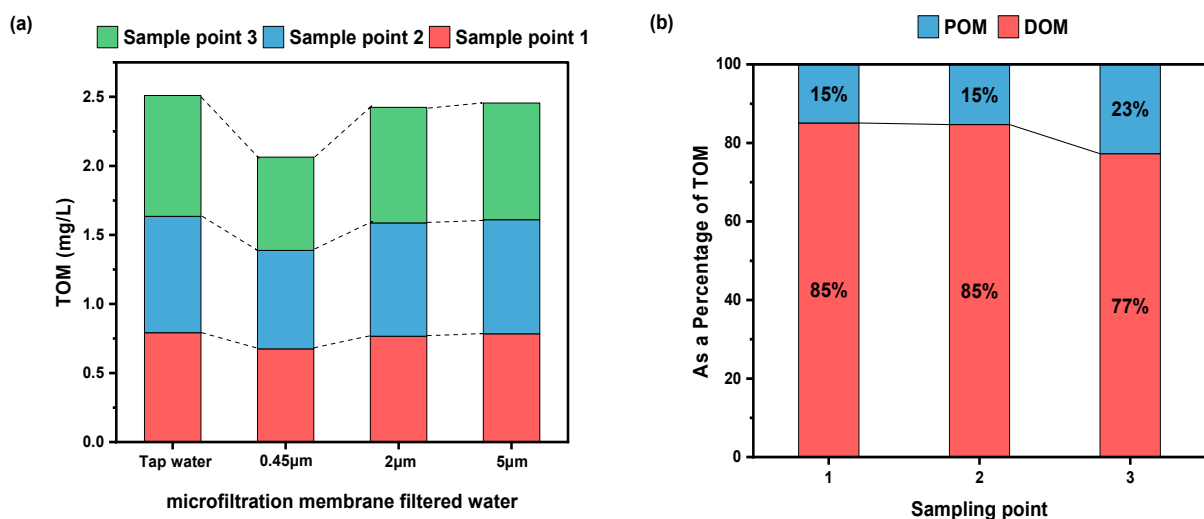 (a)
Sample point 3 Sample point 2 Sample point 1
TOM (mg/L)
2.5
2.0
1.5
1.0
0.5
0.0
Tap water 0.45μm 2μm 5μm
microfiltration membrane filtered water
(b)
POM DOM
As a Percentage of TOM
100
80
60
40
20
0
15% 15% 23%
85% 85% 77%
1 2 3
Sampling point